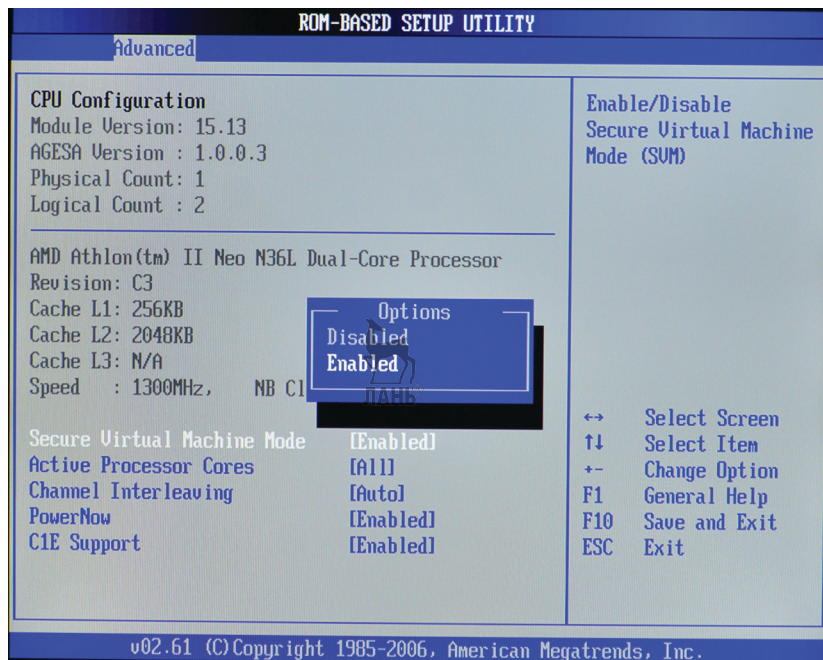 ROM-BASED SETUP UTILITY
Advanced
CPU Configuration
Module Version: 15.13
AGESA Version : 1.0.0.3
Physical Count: 1
Logical Count : 2
AMD Athlon(tm) II Neo N36L Dual-Core Processor
Revision: C3
Cache L1: 256KB
Cache L2: 2048KB
Cache L3: N/A
Speed : 1300MHz, NB Cl
Options
Disabled
Enabled
ЛАНЬ
Secure Virtual Machine Mode [Enabled]
Active Processor Cores [All]
Channel Interleaving [Auto]
PowerNow [Enabled]
C1E Support [Enabled]
Enable/Disable
Secure Virtual Machine
Mode (SVM)
↔ Select Screen
↑↓ Select Item
+- Change Option
F1 General Help
F10 Save and Exit
ESC Exit
v02.61 (C)Copyright 1985-2006, American Megatrends, Inc.